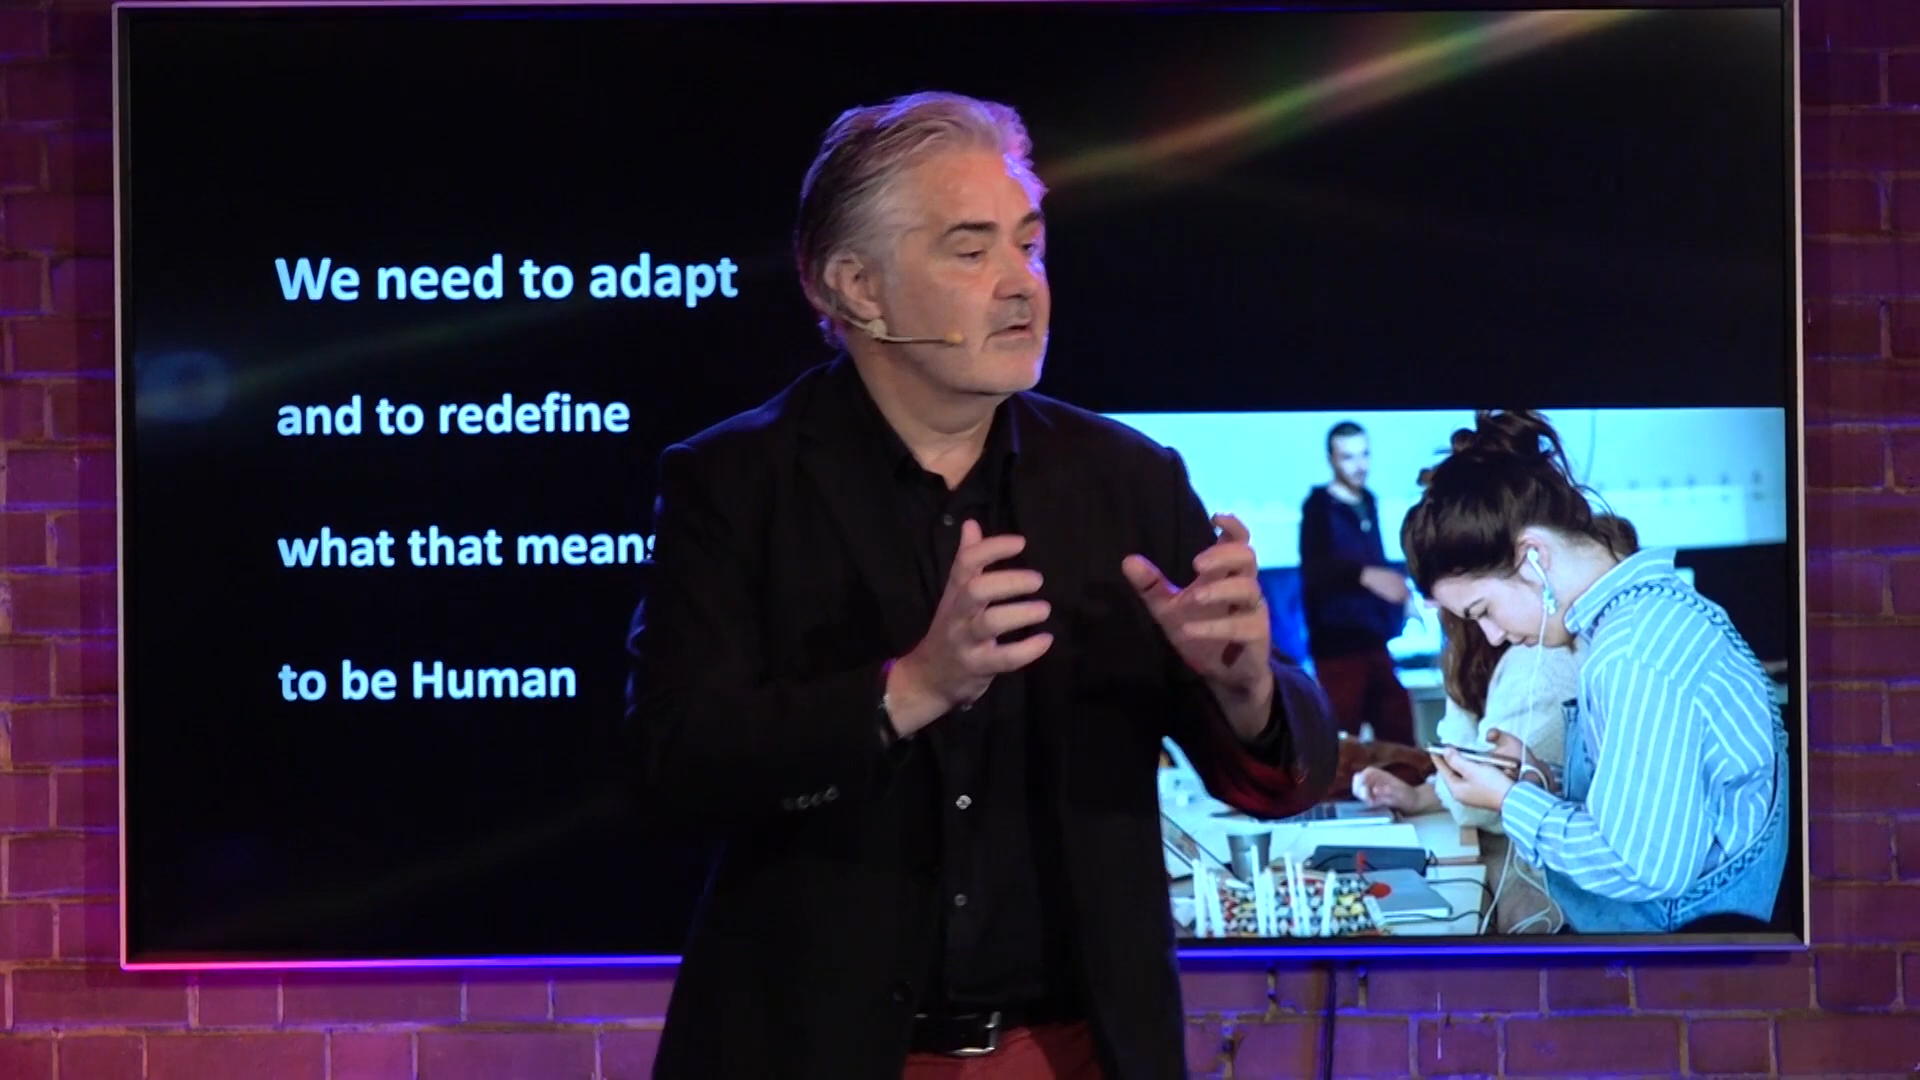 We need to adapt
and to redefine
what that means
to be Human